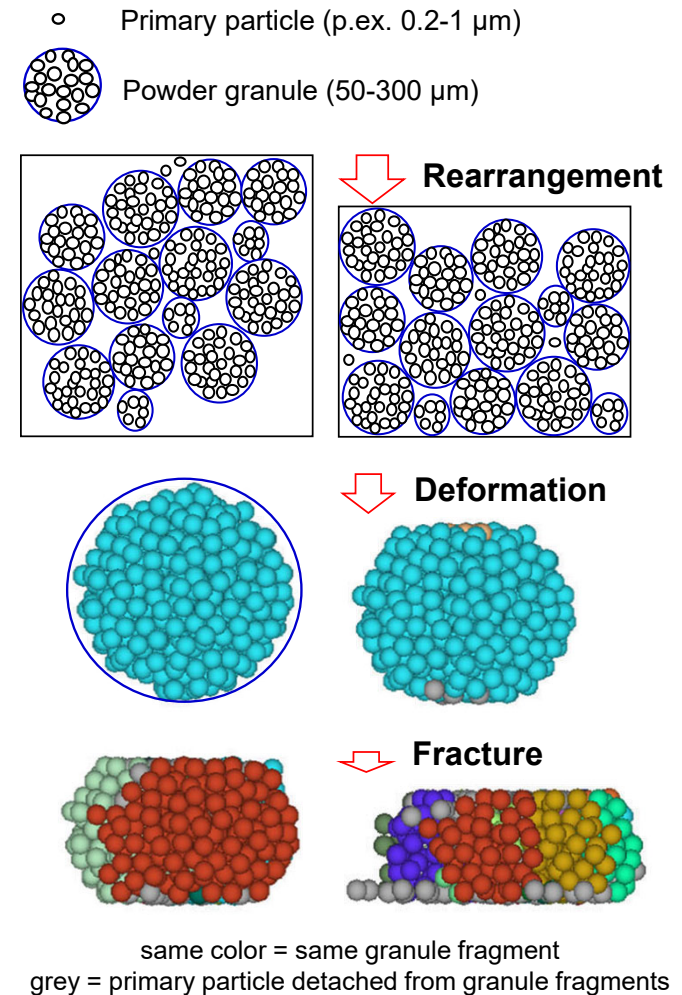 Primary particle (p.ex. 0.2-1 μm)
Powder granule (50-300 μm)
Rearrangement
Deformation
Fracture
same color = same granule fragment
grey = primary particle detached from granule fragments